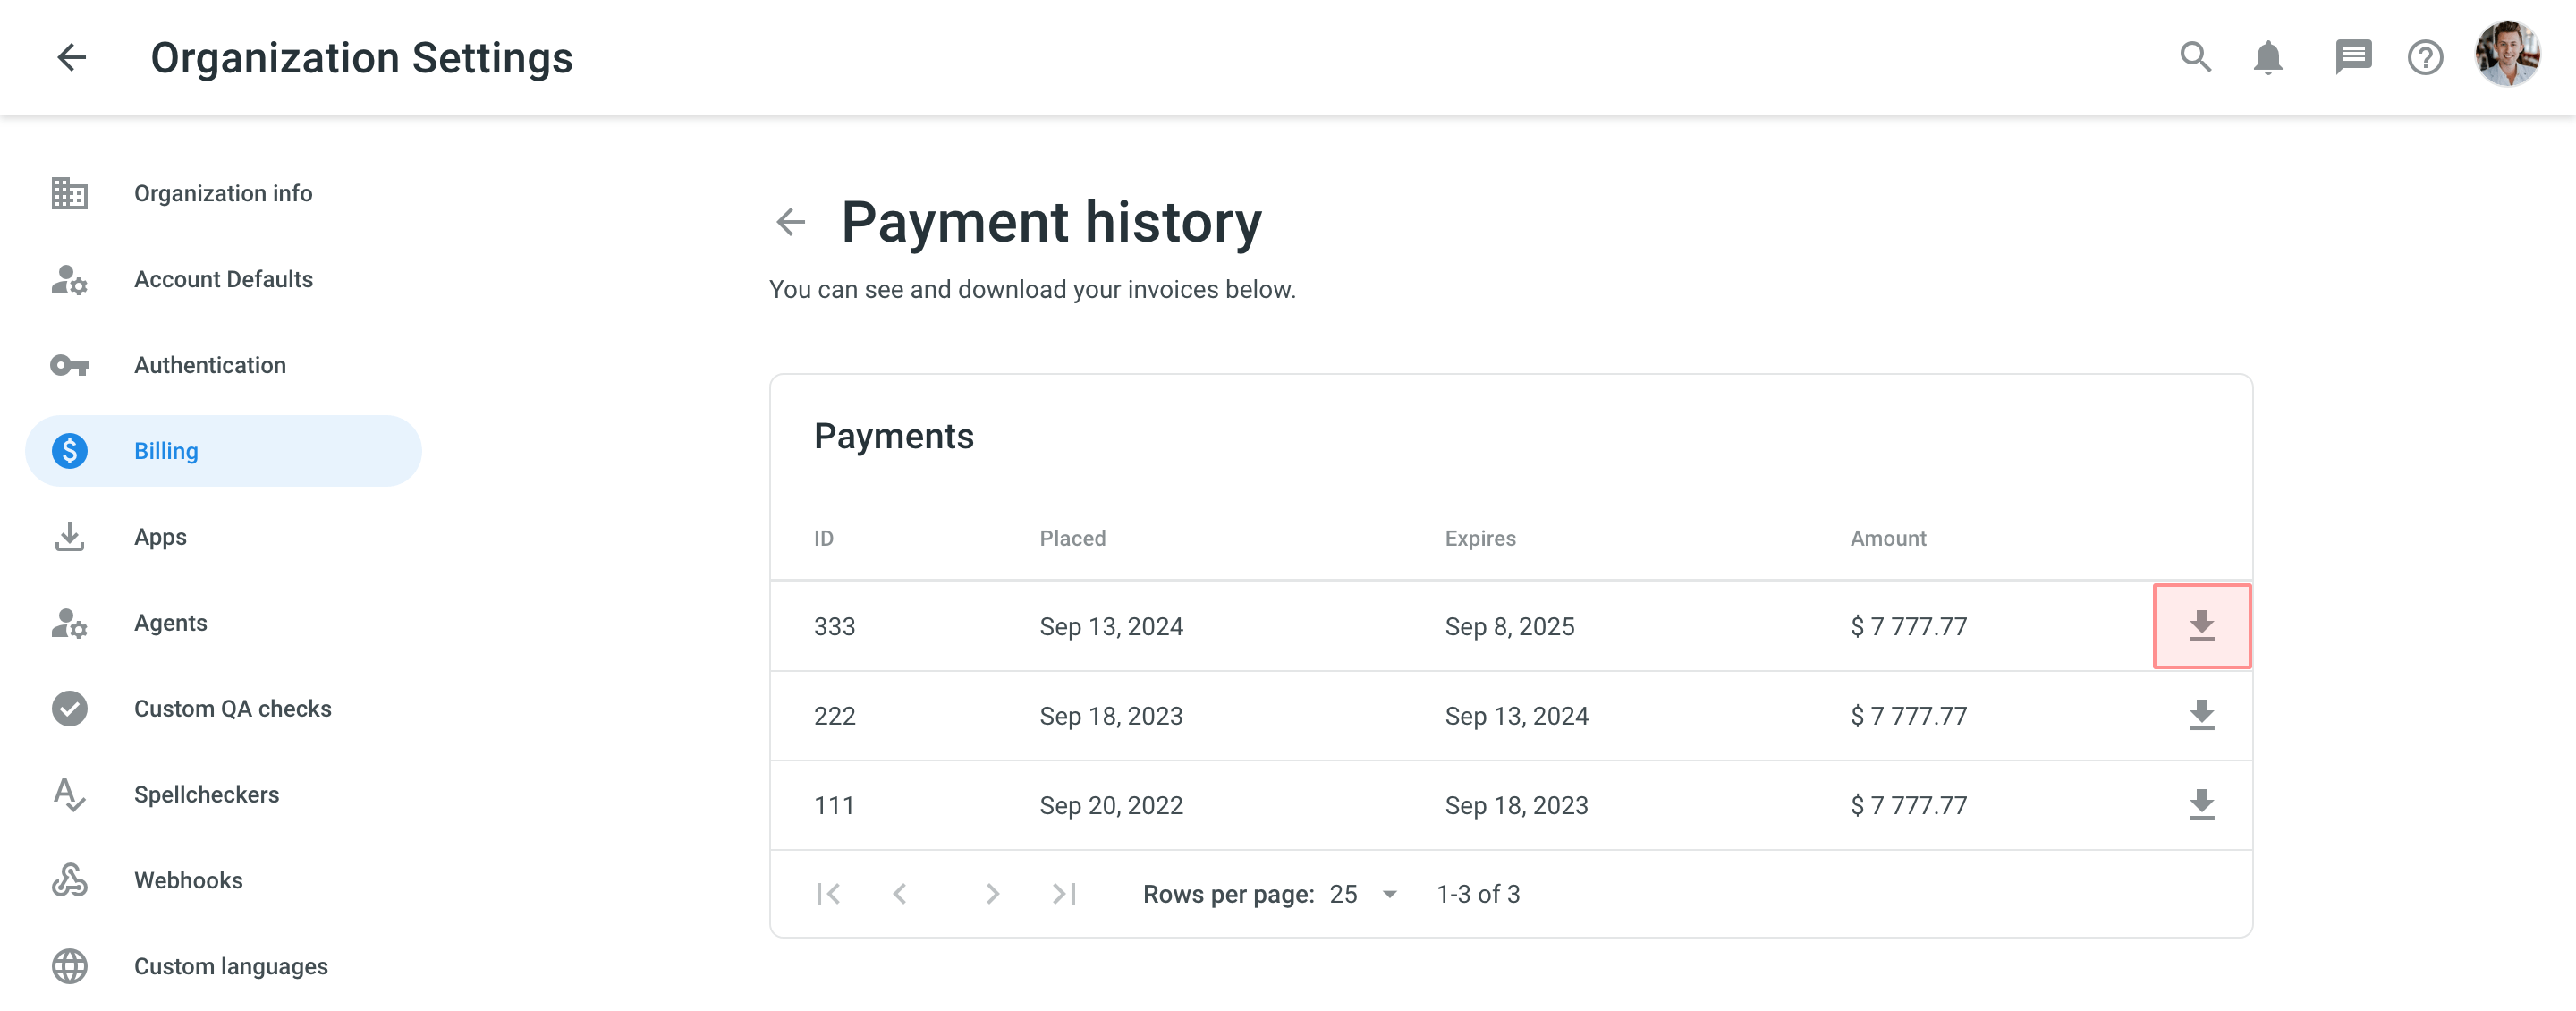 Organization Settings
Organization info
Account Defaults
Authentication
Billing
Apps
Agents
Custom QA checks
Spellcheckers
Webhooks
Custom languages
Payment history
You can see and download your invoices below.
Payments
ID Placed Expires Amount
333 Sep 13, 2024 Sep 8, 2025 $ 7 777.77
222 Sep 18, 2023 Sep 13, 2024 $ 7 777.77
111 Sep 20, 2022 Sep 18, 2023 $ 7 777.77
Rows per page: 25 1-3 of 3